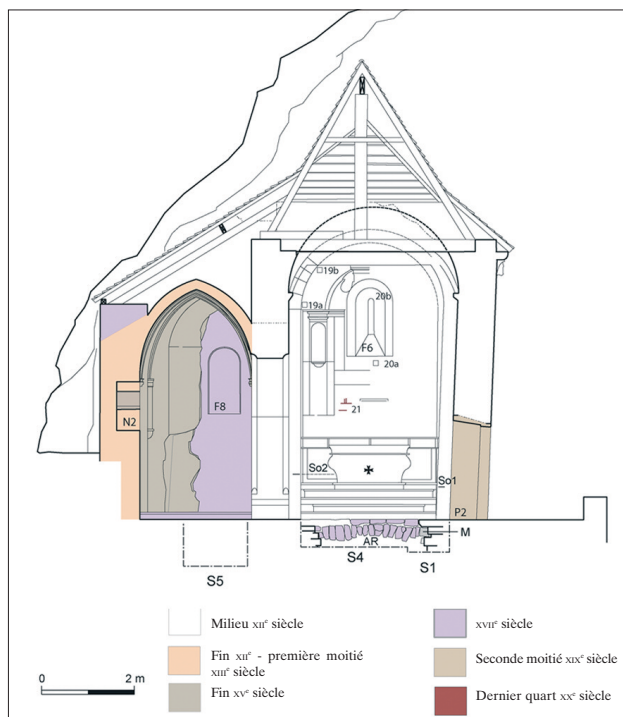 19b
19a
20b
F6
20a
F8
N2
21
So2
So1
P2
M
AR
S4
S1
S5
Milieu XIIe siècle
XVIIe siècle
Fin XIIe - première moitié
XIIIe siècle
Seconde moitié XIXe siècle
Fin XVe siècle
Dernier quart XXe siècle
0
2 m